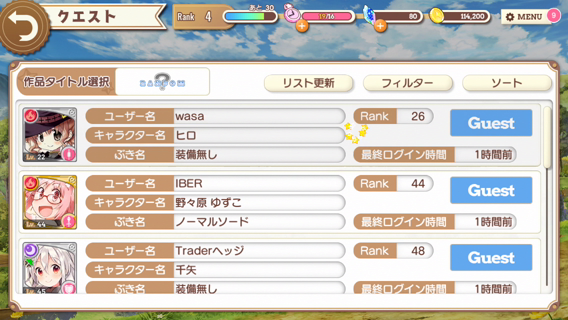 クエスト
Rank 4
あと 30
19/16
80
114,200
MENU
9
作品タイトル選択
RANDOM
?
リスト更新
フィルター
ソート
ユーザー名 wasa
Rank 26
キャラクター名 ヒロ
ぶき名 装備無し
最終ログイン時間 1時間前
Guest
Lv. 22
ユーザー名 IBER
Rank 44
キャラクター名 野々原 ゆずこ
ぶき名 ノーマルソード
最終ログイン時間 1時間前
Guest
Lv. 44
ユーザー名 Traderヘッジ
Rank 48
キャラクター名 千矢
ぶき名 装備無し
最終ログイン時間 1時間前
Guest
Lv. 45